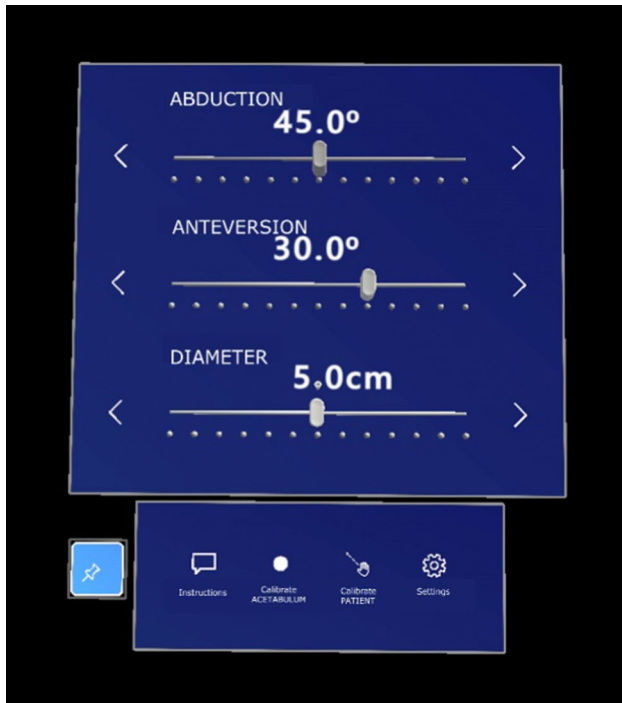 ABDUCTION
45.0º
ANTEVERSION
30.0º
DIAMETER
5.0cm
Instructions
Calibrate
ACETABULUM
Calibrate
PATIENT
Settings